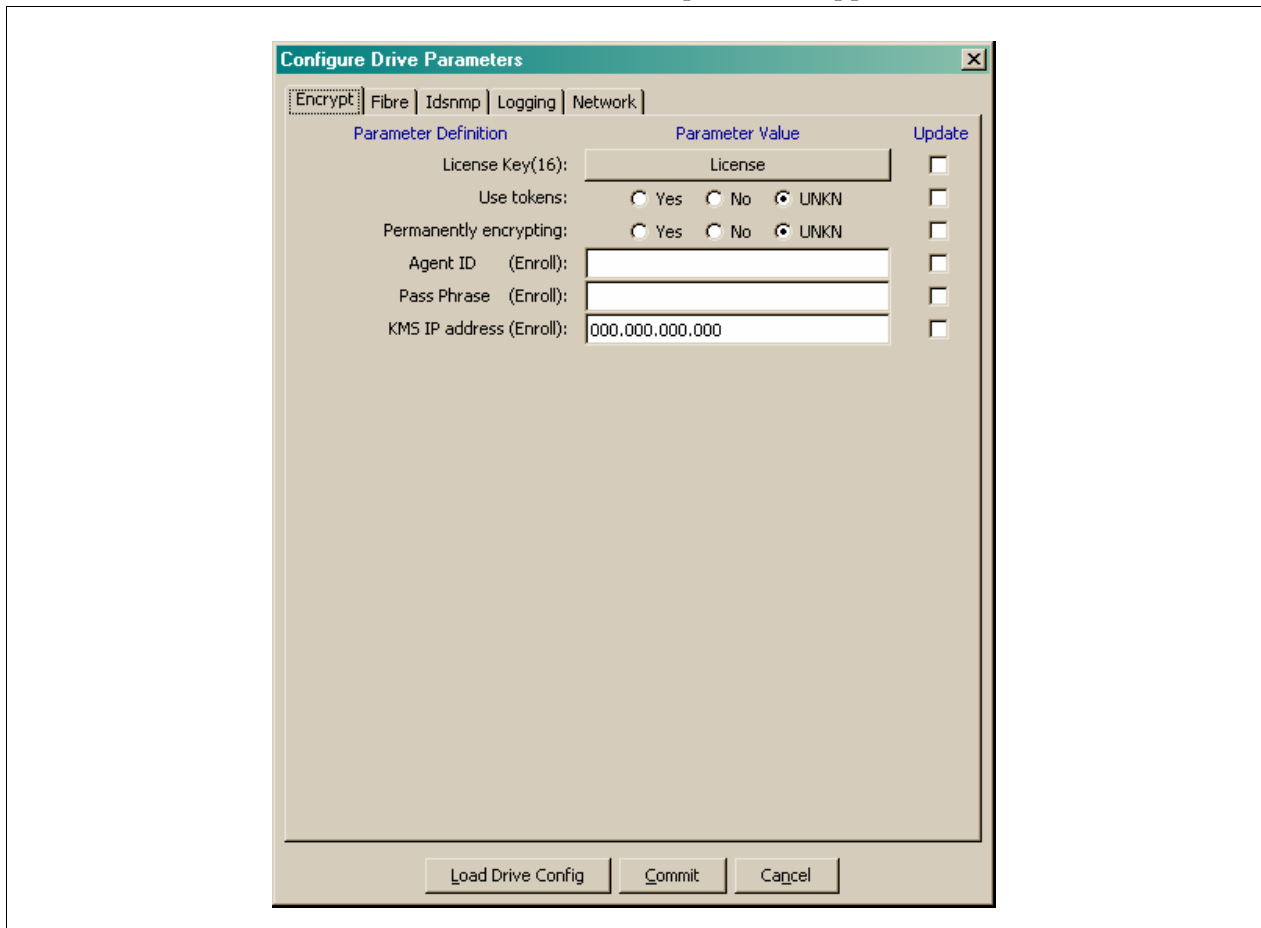 Configure Drive Parameters
Encrypt Fibre Idsnmp Logging Network
Parameter Definition Parameter Value Update
License Key(16): License
Use tokens: Yes No UNKN
Permanently encrypting: Yes No UNKN
Agent ID (Enroll):
Pass Phrase (Enroll):
KMS IP address (Enroll): 000.000.000.000
Load Drive Config Commit Cancel